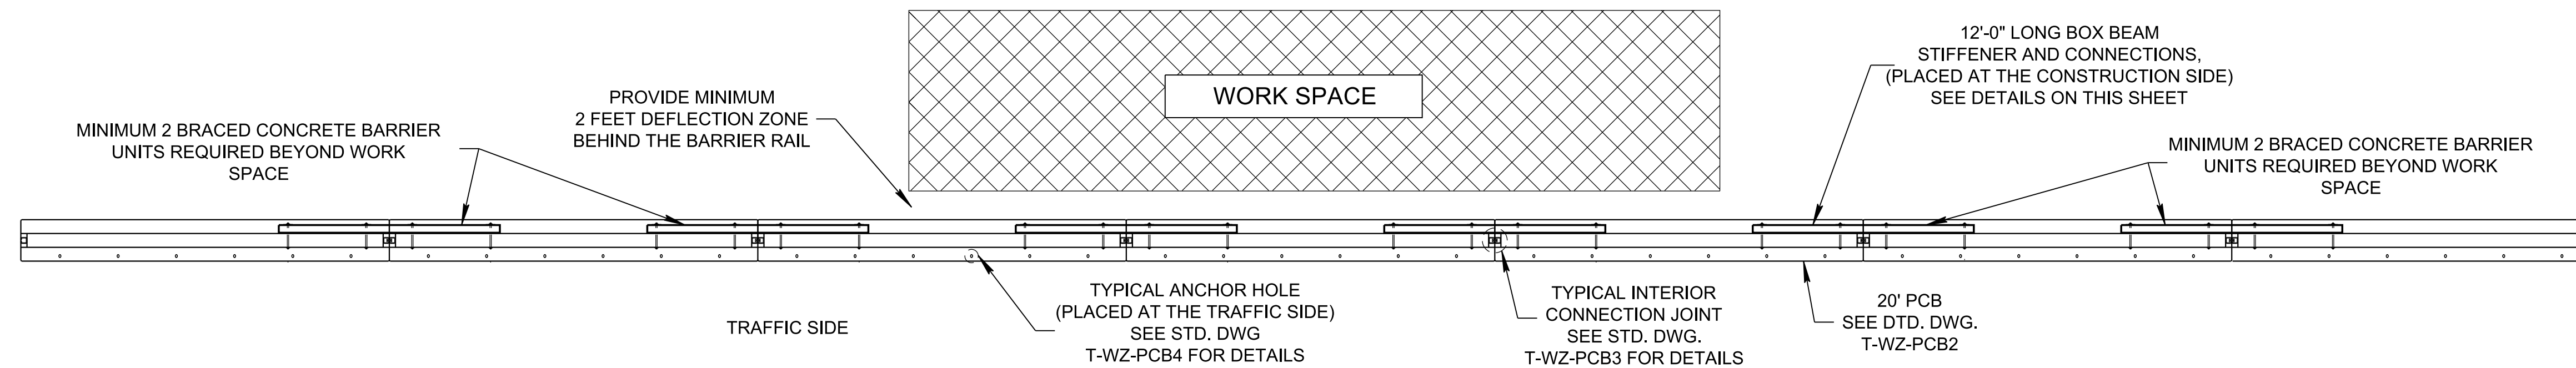 MINIMUM 2 BRACED CONCRETE BARRIER
UNITS REQUIRED BEYOND WORK
SPACE
PROVIDE MINIMUM
2 FEET DEFLECTION ZONE
BEHIND THE BARRIER RAIL
WORK SPACE
12'-0" LONG BOX BEAM
STIFFENER AND CONNECTIONS,
(PLACED AT THE CONSTRUCTION SIDE)
SEE DETAILS ON THIS SHEET
MINIMUM 2 BRACED CONCRETE BARRIER
UNITS REQUIRED BEYOND WORK
SPACE
TRAFFIC SIDE
TYPICAL ANCHOR HOLE
(PLACED AT THE TRAFFIC SIDE)
SEE STD. DWG
T-WZ-PCB4 FOR DETAILS
TYPICAL INTERIOR
CONNECTION JOINT
SEE STD. DWG.
T-WZ-PCB3 FOR DETAILS
20' PCB
SEE DTD. DWG.
T-WZ-PCB2